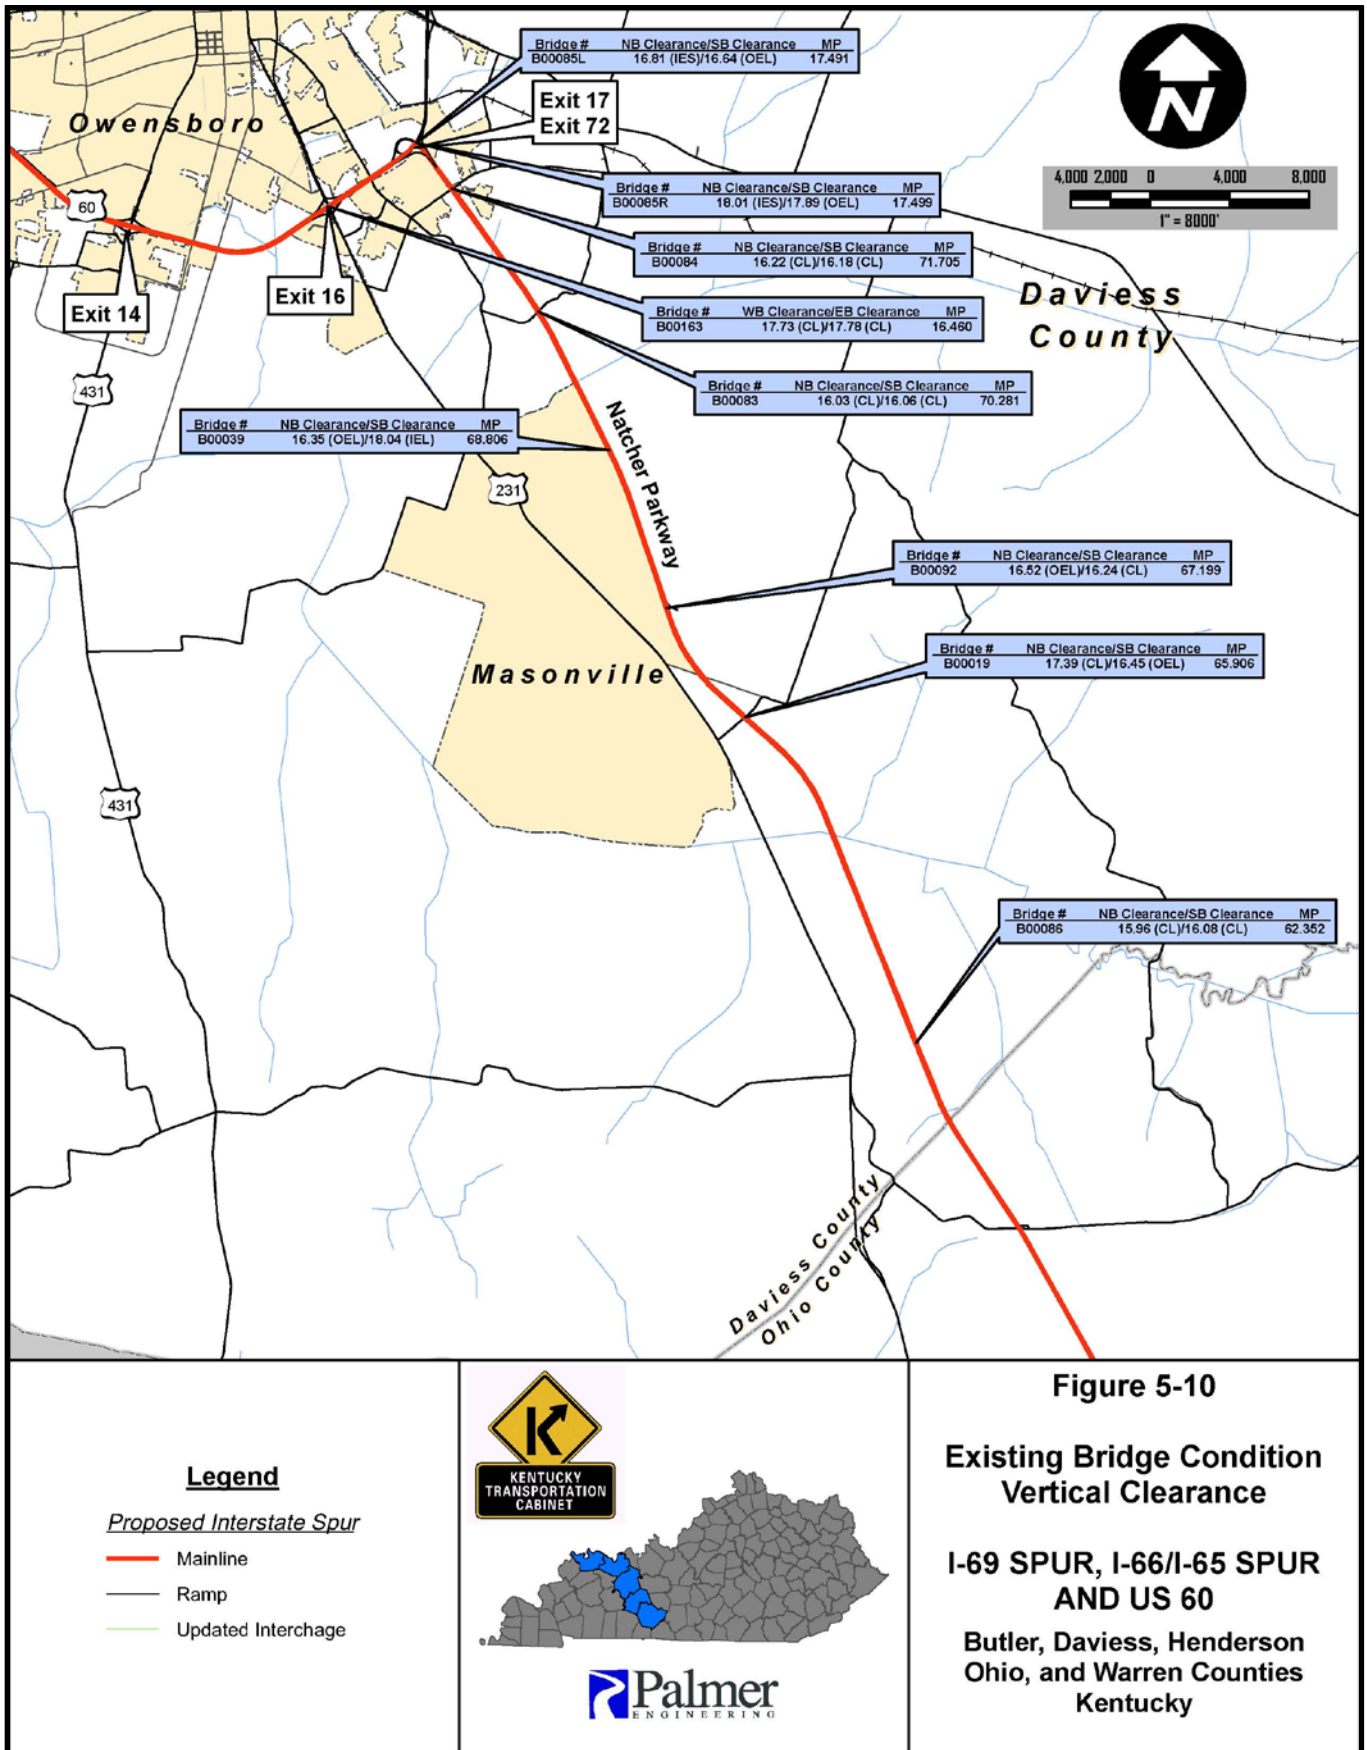 Bridge # NB Clearance/SB Clearance MP
B00085L 16.81 (IES)/16.64 (OEL) 17.491
Exit 17
Exit 72
Owensboro
N
4,000 2,000 0 4,000 8,000
1" = 8000'
Bridge # NB Clearance/SB Clearance MP
B00085R 18.01 (IES)/17.89 (OEL) 17.499
60
Bridge # NB Clearance/SB Clearance MP
B00084 16.22 (CL)/16.18 (CL) 71.705
Exit 14
Exit 16
Daviess
County
Bridge # WB Clearance/EB Clearance MP
B00163 17.73 (CL)/17.78 (CL) 16.460
431
Bridge # NB Clearance/SB Clearance MP
B00083 16.03 (CL)/16.06 (CL) 70.281
Bridge # NB Clearance/SB Clearance MP
B00039 16.35 (OEL)/18.04 (IEL) 68.806
Natcher Parkway
231
Bridge # NB Clearance/SB Clearance MP
B00092 16.52 (OEL)/16.24 (CL) 67.199
Bridge # NB Clearance/SB Clearance MP
B00019 17.39 (CL)/16.45 (OEL) 65.906
Masonville
431
Bridge # NB Clearance/SB Clearance MP
B00086 15.96 (CL)/16.08 (CL) 62.352
Daviess County
Ohio County
Legend
Proposed Interstate Spur
Mainline
Ramp
Updated Interchage
KENTUCKY
TRANSPORTATION
CABINET
Palmer
ENGINEERING
Figure 5-10
Existing Bridge Condition
Vertical Clearance
I-69 SPUR, I-66/I-65 SPUR
AND US 60
Butler, Daviess, Henderson
Ohio, and Warren Counties
Kentucky